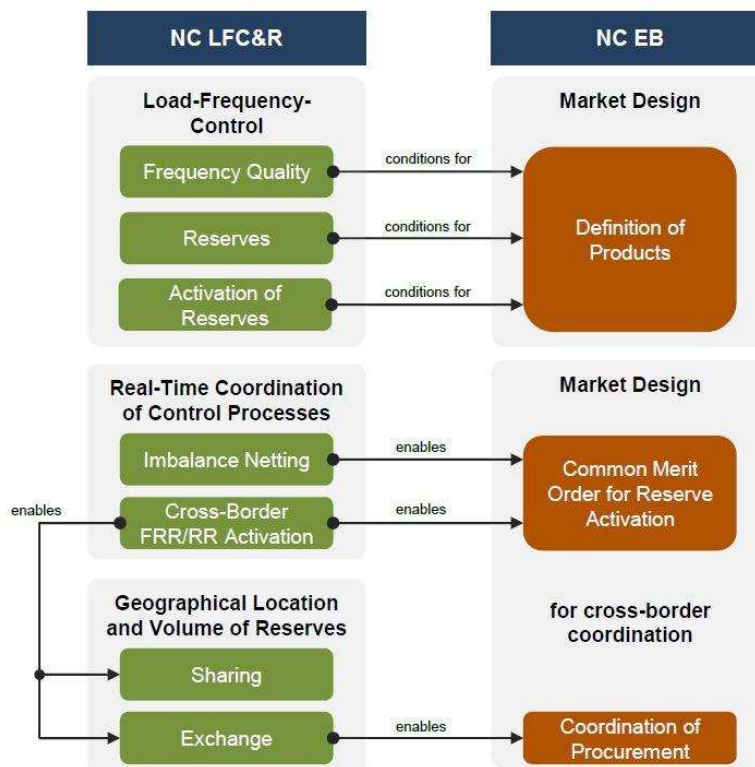 NC LFC&R
NC EB
Load-Frequency-
Control
Market Design
Frequency Quality
conditions for
Reserves
conditions for
Definition of
Products
Activation of
Reserves
conditions for
Real-Time Coordination
of Control Processes
Market Design
Imbalance Netting
enables
Common Merit
Order for Reserve
Activation
enables
Cross-Border
FRR/RR Activation
enables
Geographical Location
and Volume of Reserves
for cross-border
coordination
Sharing
Exchange
enables
Coordination of
Procurement